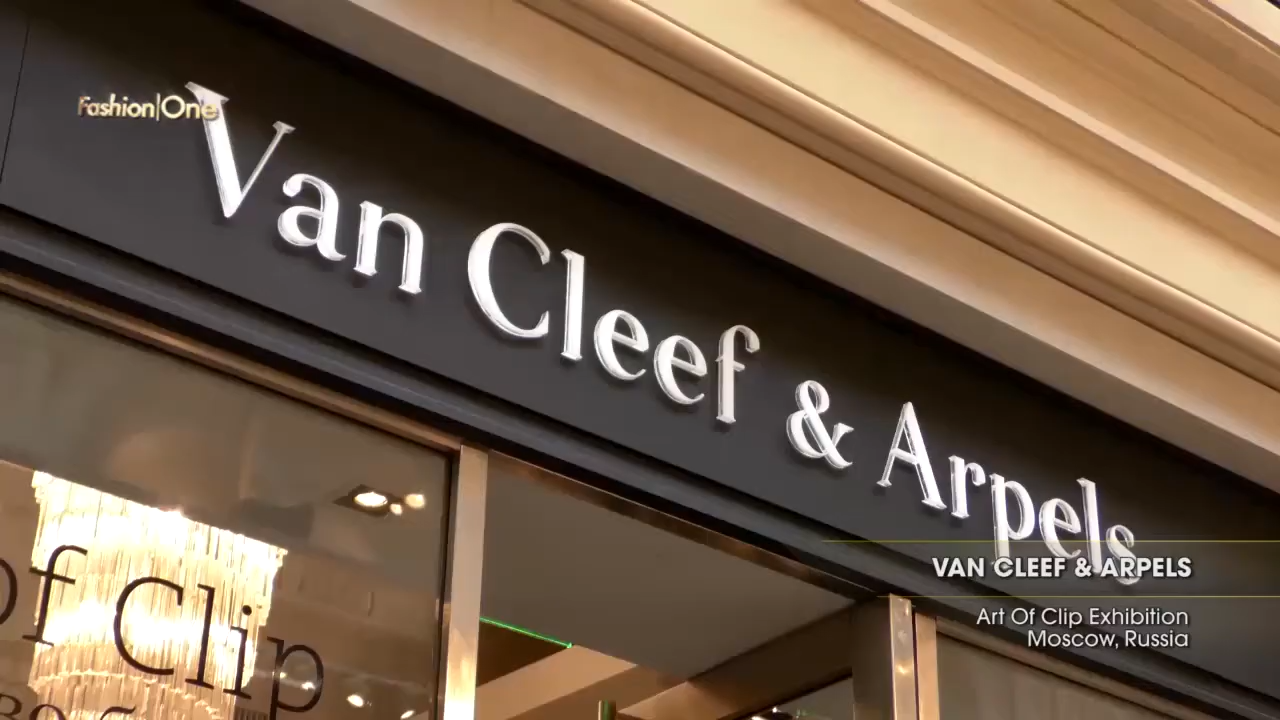 Fashion|One
Van Cleef & Arpels
of Clip
VAN CLEEF & ARPELS
Art Of Clip Exhibition
Moscow, Russia